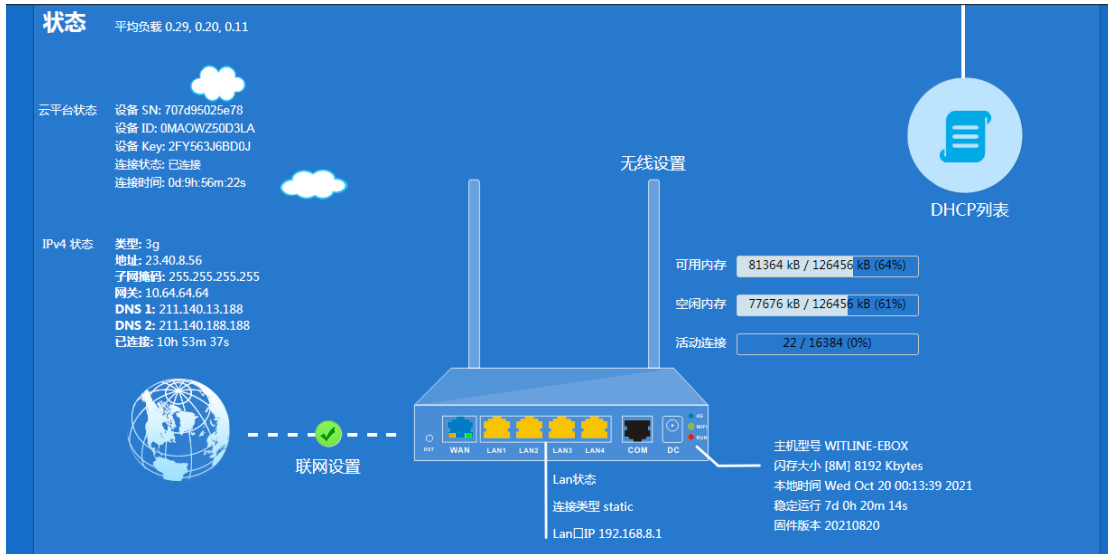 状态
平均负载 0.29, 0.20, 0.11
云平台状态
设备 SN: 707d95025e78
设备 ID: 0MAOWZ50D3LA
设备 Key: 2FY563J6BD0J
连接状态: 已连接
连接时间: 0d:9h:56m:22s
IPv4 状态
类型: 3g
地址: 23.40.8.56
子网掩码: 255.255.255.255
网关: 10.64.64.64
DNS 1: 211.140.13.188
DNS 2: 211.140.188.188
已连接: 10h 53m 37s
联网设置
无线设置
DHCP列表
可用内存 81364 kB / 126456 kB (64%)
空闲内存 77676 kB / 126456 kB (61%)
活动连接 22 / 16384 (0%)
4G
WIFI
RUN
RST WAN LAN1 LAN2 LAN3 LAN4 COM DC
Lan状态
连接类型 static
Lan口IP 192.168.8.1
主机型号 WITLINE-EBOX
闪存大小 [8M] 8192 Kbytes
本地时间 Wed Oct 20 00:13:39 2021
稳定运行 7d 0h 20m 14s
固件版本 20210820